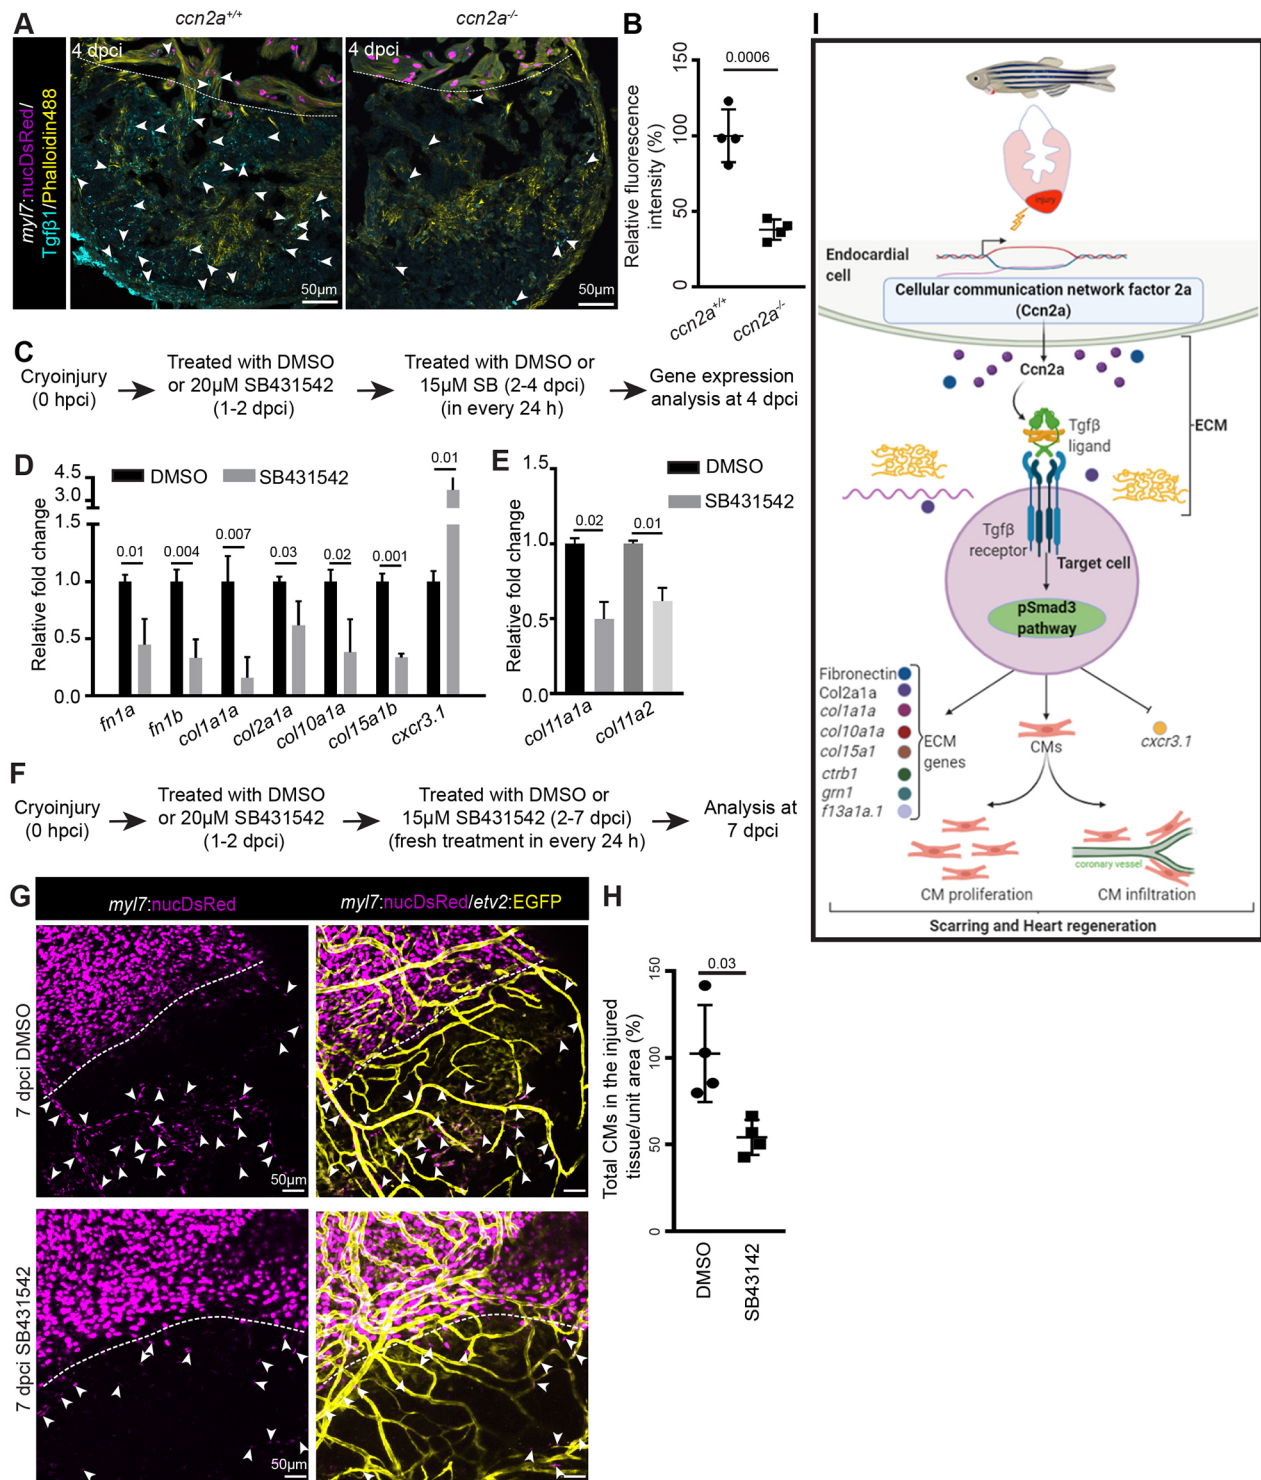 A
ccn2a+/+
ccn2a-/-
myl7:nucDsRed/
Tgfβ1/Phalloidin488
4 dpci
4 dpci
50µm
50µm
B
Relative fluorescence
intensity (%)
150
100
50
0
0.0006
ccn2a+/+
ccn2a-/-
C
Cryoinjury
(0 hpci)
Treated with DMSO
or 20µM SB431542
(1-2 dpci)
Treated with DMSO or
15µM SB (2-4 dpci)
(in every 24 h)
Gene expression
analysis at 4 dpci
D
Relative fold change
4.5
3.0
1.5
1.0
0.5
0.0
DMSO
SB431542
0.01
0.004
0.007
0.03
0.02
0.001
0.01
fn1a
fn1b
col1a1a
col2a1a
col10a1a
col15a1b
cxcr3.1
E
Relative fold change
1.5
1.0
0.5
0.0
DMSO
SB431542
0.02
0.01
col11a1a
col11a2
F
Cryoinjury
(0 hpci)
Treated with DMSO
or 20µM SB431542
(1-2 dpci)
Treated with DMSO or
15µM SB431542 (2-7 dpci)
(fresh treatment in every 24 h)
Analysis at
7 dpci
G
myl7:nucDsRed
myl7:nucDsRed/etv2:EGFP
7 dpci DMSO
50µm
7 dpci SB431542
50µm
H
Total CMs in the injured
tissue/unit area (%)
150
100
50
0
0.03
DMSO
SB43142
I
injury
Endocardial
cell
Cellular communication network factor 2a
(Ccn2a)
Ccn2a
Tgfβ
ligand
ECM
Tgfβ
receptor
Target cell
pSmad3
pathway
Fibronectin
Col2a1a
col1a1a
col10a1a
col15a1
ctrb1
grn1
f13a1a.1
ECM
genes
CMs
cxcr3.1
coronary vessel
CM proliferation
CM infiltration
Scarring and Heart regeneration